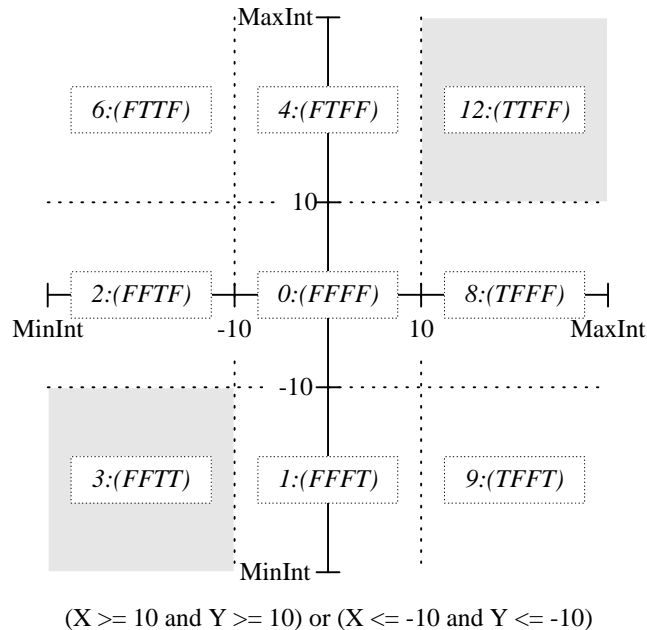 MaxInt
6:(FTTF) 4:(FTFF) 12:(TTFF)
10
2:(FFTF) 0:(FFFF) 8:(TFFF)
MinInt -10 10 MaxInt
-10
3:(FFTT) 1:(FFFT) 9:(TFFT)
MinInt
(X >= 10 and Y >= 10) or (X <= -10 and Y <= -10)